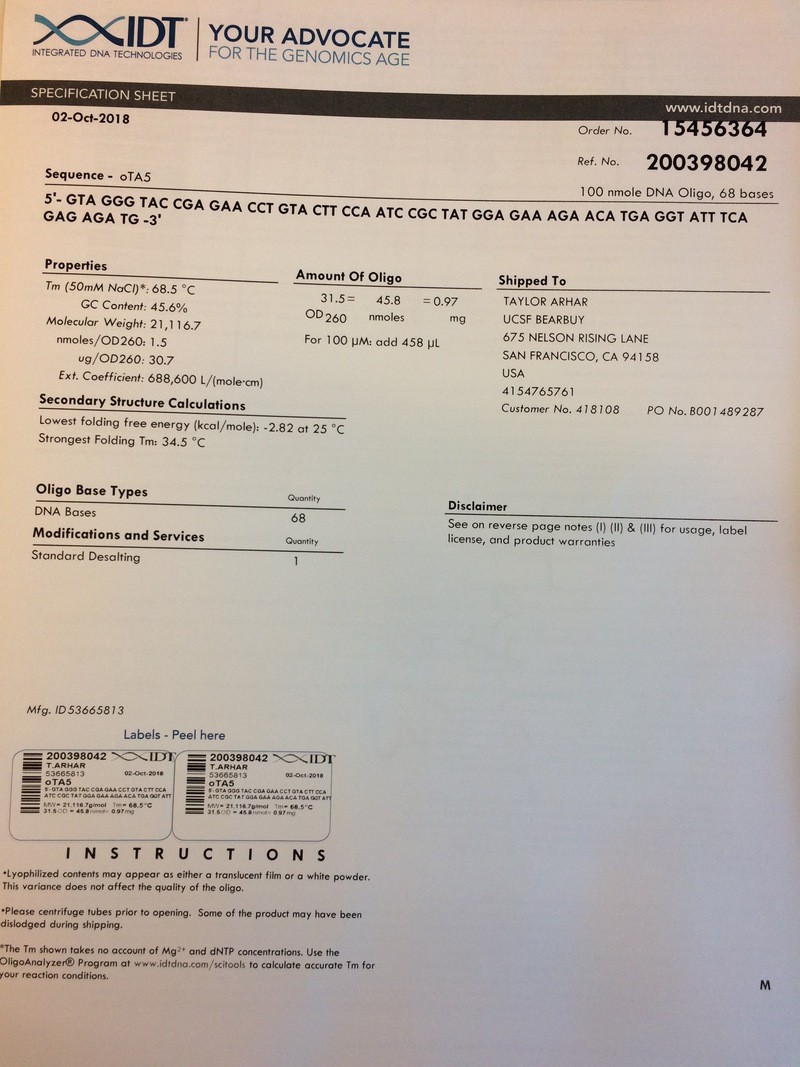 IDT®
INTEGRATED DNA TECHNOLOGIES
YOUR ADVOCATE
FOR THE GENOMICS AGE
SPECIFICATION SHEET
www.idtdna.com
02-Oct-2018
Order No. 15456364
Ref. No. 200398042
Sequence - oTA5
100 nmole DNA Oligo, 68 bases
5'- GTA GGG TAC CGA GAA CCT GTA CTT CCA ATC CGC TAT GGA GAA AGA ACA TGA GGT ATT TCA
GAG AGA TG -3'
Properties
Tm (50mM NaCl)*: 68.5 °C
GC Content: 45.6%
Molecular Weight: 21,116.7
nmoles/OD260: 1.5
ug/OD260: 30.7
Ext. Coefficient: 688,600 L/(mole·cm)
Secondary Structure Calculations
Lowest folding free energy (kcal/mole): -2.82 at 25 °C
Strongest Folding Tm: 34.5 °C
Amount Of Oligo
31.5= 45.8 =0.97
OD260 nmoles mg
For 100 µM: add 458 µL
Shipped To
TAYLOR ARHAR
UCSF BEARBUY
675 NELSON RISING LANE
SAN FRANCISCO, CA 94158
USA
4154765761
Customer No. 418108 PO No. B001489287
Oligo Base Types Quantity
DNA Bases 68
Modifications and Services Quantity
Standard Desalting 1
Disclaimer
See on reverse page notes (I) (II) & (III) for usage, label
license, and product warranties
Mfg. ID 53665813
Labels - Peel here
200398042 IDT
T.ARHAR
53665813 02-Oct-2018
oTA5
5'- GTA GGG TAC CGA GAA CCT GTA CTT CCA
ATC CGC TAT GGA GAA AGA ACA TGA GGT ATT
MW= 21,116.7g/mol Tm= 68.5°C
31.5 OD = 45.8nmol= 0.97mg
200398042 IDT
T.ARHAR
53665813 02-Oct-2018
oTA5
5'- GTA GGG TAC CGA GAA CCT GTA CTT CCA
ATC CGC TAT GGA GAA AGA ACA TGA GGT ATT
MW= 21,116.7g/mol Tm= 68.5°C
31.5 OD = 45.8nmol= 0.97mg
INSTRUCTIONS
*Lyophilized contents may appear as either a translucent film or a white powder.
This variance does not affect the quality of the oligo.
*Please centrifuge tubes prior to opening. Some of the product may have been
dislodged during shipping.
*The Tm shown takes no account of Mg2+ and dNTP concentrations. Use the
OligoAnalyzer® Program at www.idtdna.com/scitools to calculate accurate Tm for
your reaction conditions.
M